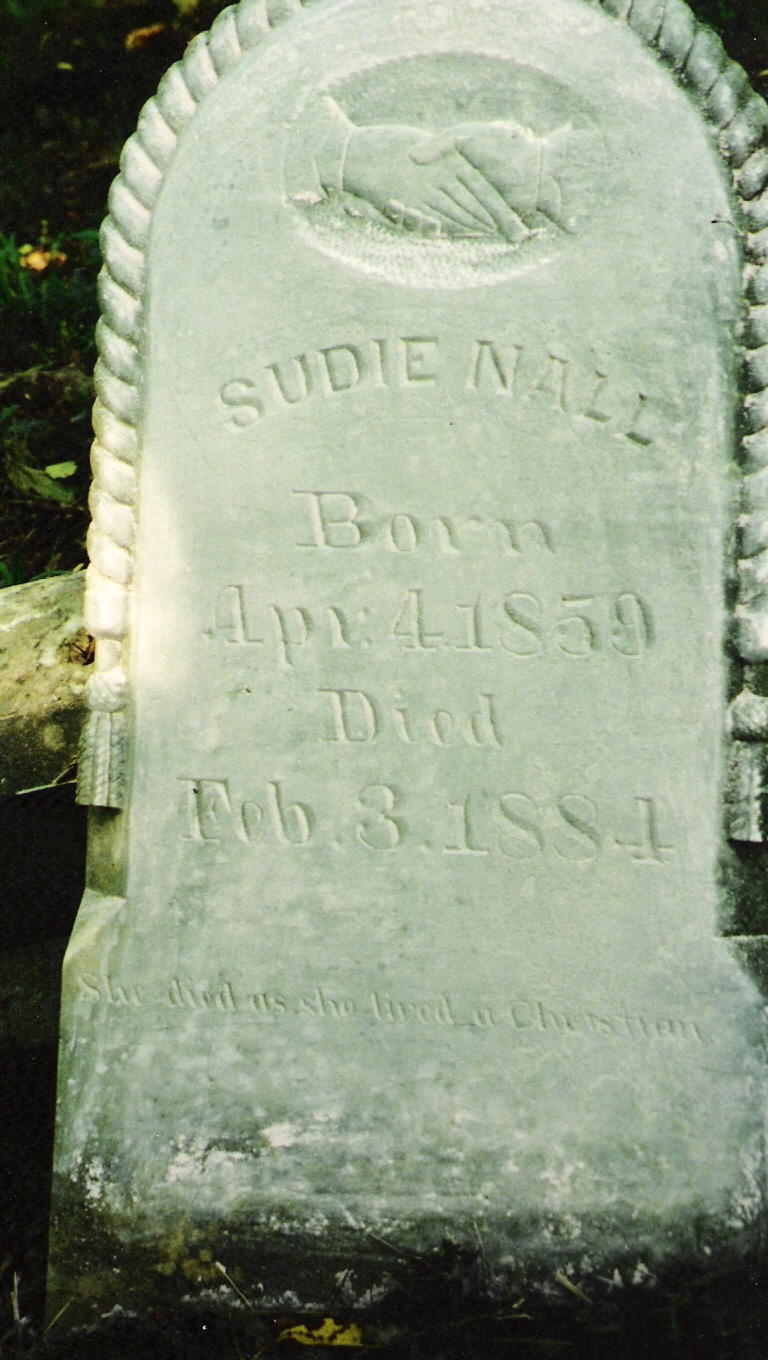 SUDIE NALL
Born
Apr. 4. 1859
Died
Feb. 3. 1884
She died as she lived a Christian